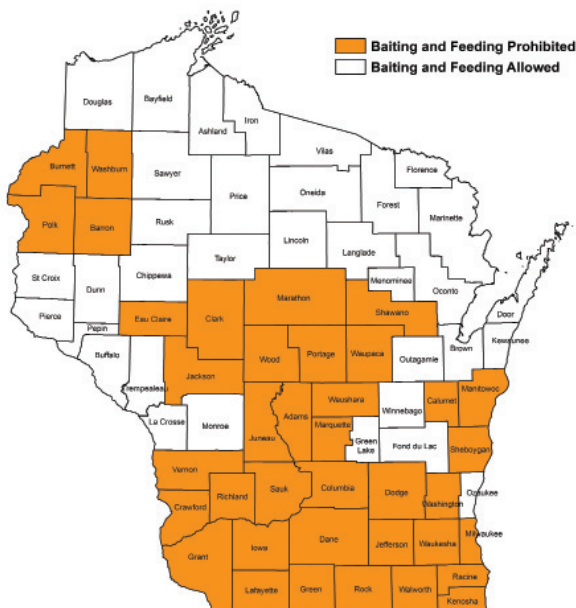 Baiting and Feeding Prohibited
Baiting and Feeding Allowed
Douglas
Bayfield
Ashland
Iron
Vilas
Florence
Burnett
Washburn
Sawyer
Price
Oneida
Forest
Marinette
Polk
Barron
Rusk
Lincoln
Langlade
Taylor
Chippewa
Menominee
Oconto
St Croix
Dunn
Marathon
Shawano
Door
Pierce
Pepin
Eau Claire
Clark
Kewaunee
Buffalo
Trempealeau
Jackson
Wood
Portage
Waupaca
Outagamie
Brown
La Crosse
Monroe
Juneau
Adams
Waushara
Marquette
Green
Lake
Winnebago
Calumet
Manitowoc
Fond du Lac
Sheboygan
Vernon
Crawford
Richland
Sauk
Columbia
Dodge
Washington
Ozaukee
Grant
Iowa
Dane
Jefferson
Waukesha
Milwaukee
Lafayette
Green
Rock
Walworth
Racine
Kenosha